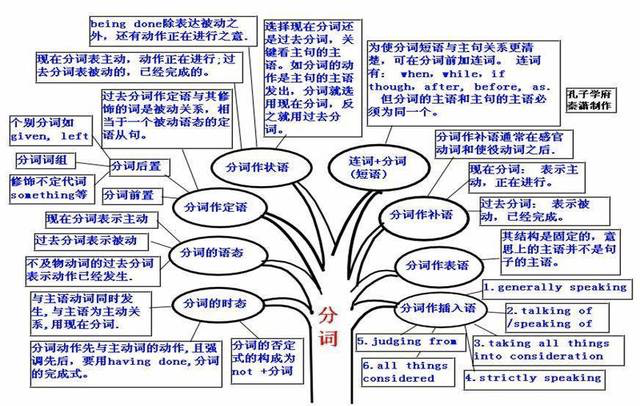 being done除表达被动之
外，还有动作正在进行之意.
现在分词表主动，动作正在进行;过
去分词表被动的，已经完成的。
过去分词作定语与其修
饰的词是被动关系，相
当于一个被动语态的定
语从句。
个别分词如
given, left
分词词组
修饰不定代词
something等
分词后置
分词前置
选择现在分词还
是过去分词，关
键看主句的主
语。如分词的动
作是主句的主语
发出，分词就选
用现在分词，反
之就用过去分
词。
为使分词短语与主句关系更清
楚，可在分词前加连词。 连词
有： when, while, if
though, after, before, as.
但分词的主语和主句的主语必
须为同一个。
孔子学府
秦潇制作
分词作状语
连词+分词
（短语）
分词作定语
分词作补语通常在感官
动词和使役动词之后.
现在分词： 表示主
动，正在进行。
过去分词： 表示被
动，已完成。
分词作补语
现在分词表示主动
过去分词表示被动
不及物动词的过去分词
表示动作已经发生.
分词的语态
其结构是固定的，意
思上的主语并不是句
子的主语。
分词作表语
与主语动词同时发
生，与主语为主动关
系，用现在分词.
分词的时态
分词动作先与主动词的动作，且强
调先后，要用having done,分词
的完成式。
分词的否定
式的构成为
not +分词
分词
分词作插入语
1.generally speaking
2.talking of
/speaking of
3.taking all things
into consideration
4.strictly speaking
5.judging from
6.all things
considered